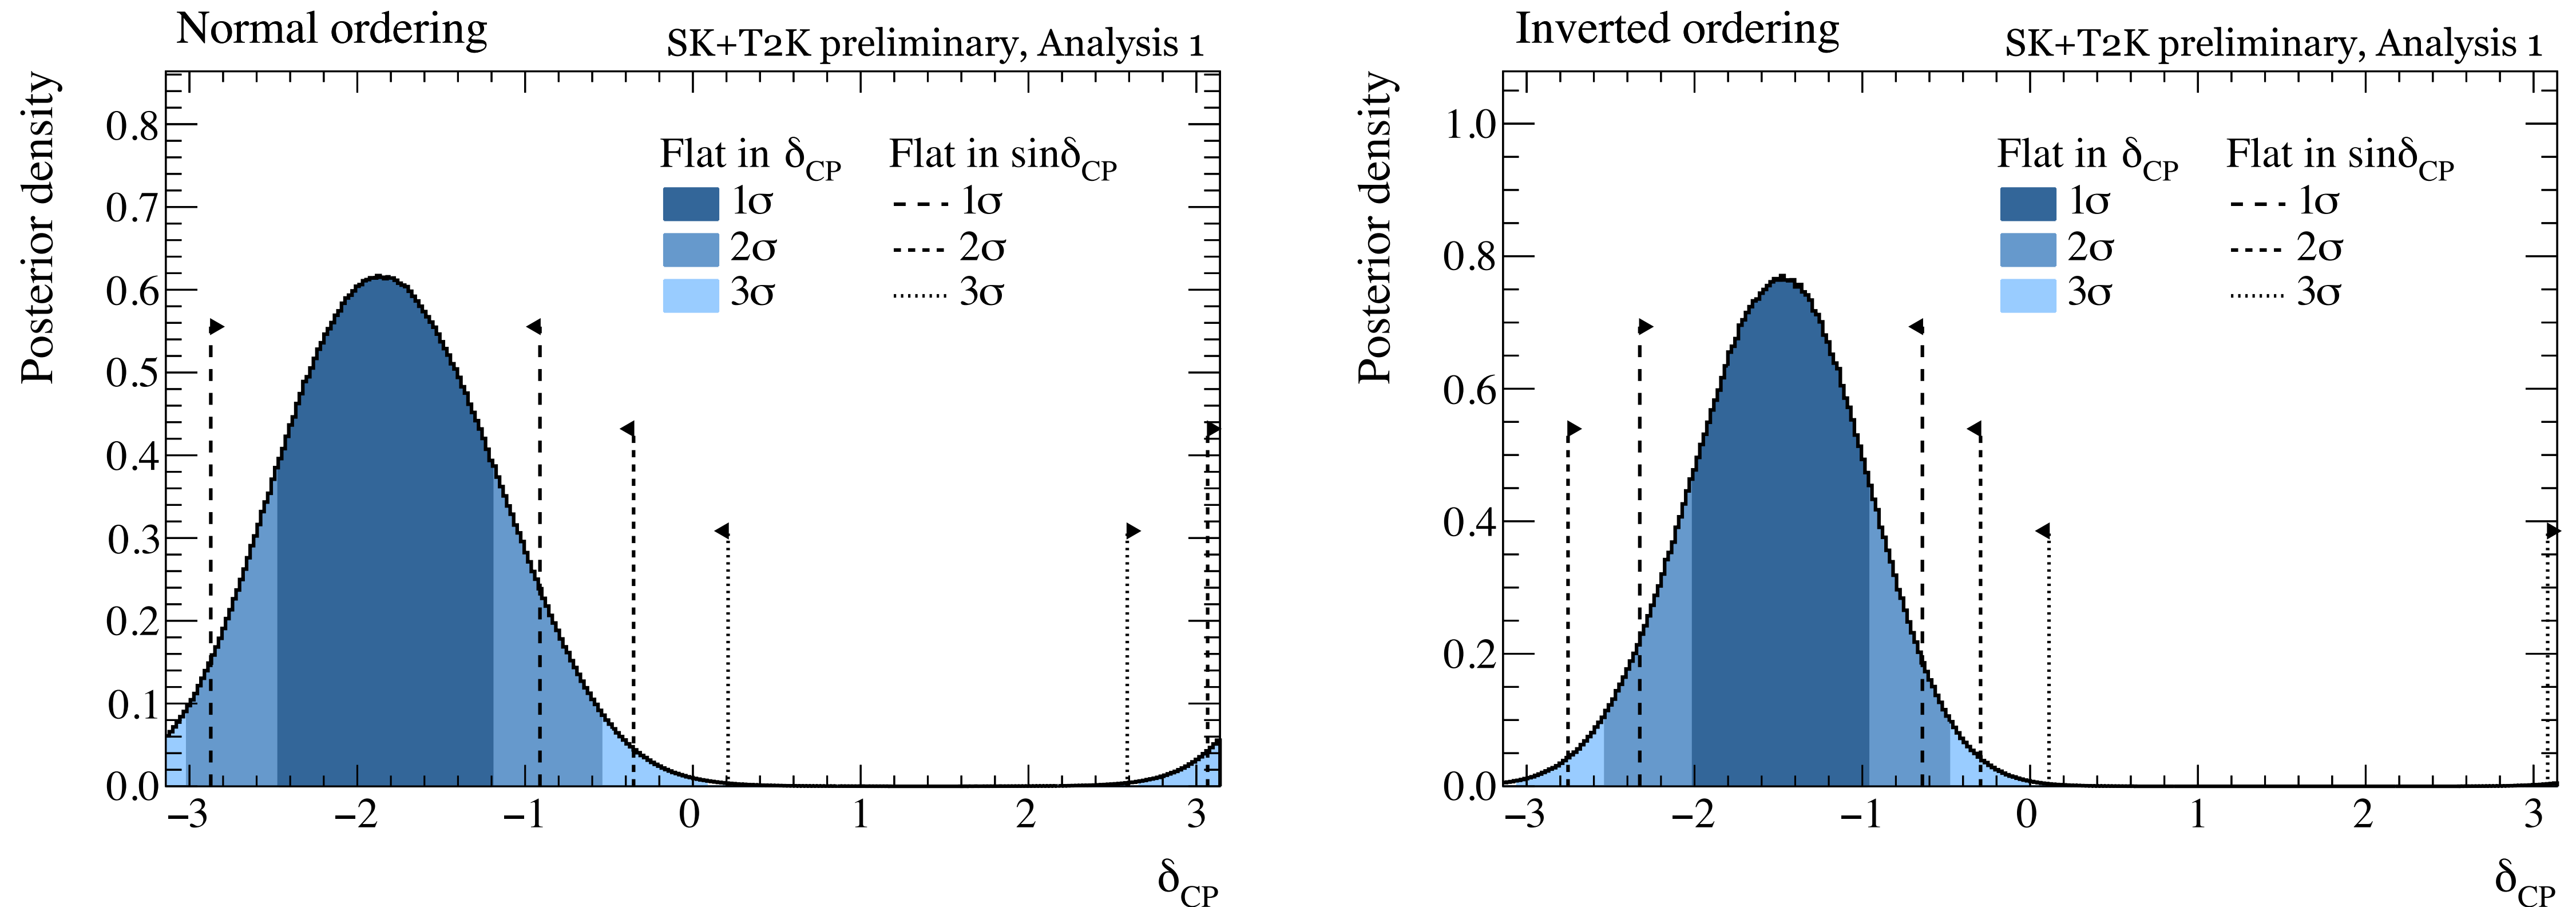 Normal ordering
SK+T2K preliminary, Analysis 1
Posterior density
0.8
0.7
0.6
0.5
0.4
0.3
0.2
0.1
0.0
Flat in δCP
1σ
2σ
3σ
Flat in sinδCP
1σ
2σ
3σ
−3 −2 −1 0 1 2 3
δCP
Inverted ordering
SK+T2K preliminary, Analysis 1
Posterior density
1.0
0.8
0.6
0.4
0.2
0.0
Flat in δCP
1σ
2σ
3σ
Flat in sinδCP
1σ
2σ
3σ
−3 −2 −1 0 1 2 3
δCP